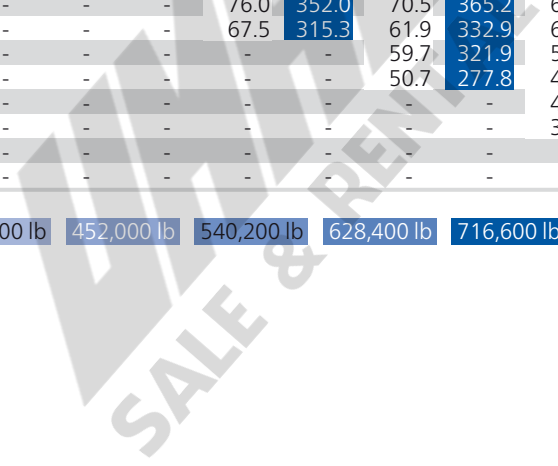 - - - 76.0 352.0 70.5 365.2
- - - 67.5 315.3 61.9 332.9
- - - - - 59.7 321.9
- - - - - 50.7 277.8
- - - - - - -
- - - - - - -
- - - - - - -
- - - - - - -
00 lb 452,000 lb 540,200 lb 628,400 lb 716,600 lb
SALE & RENT